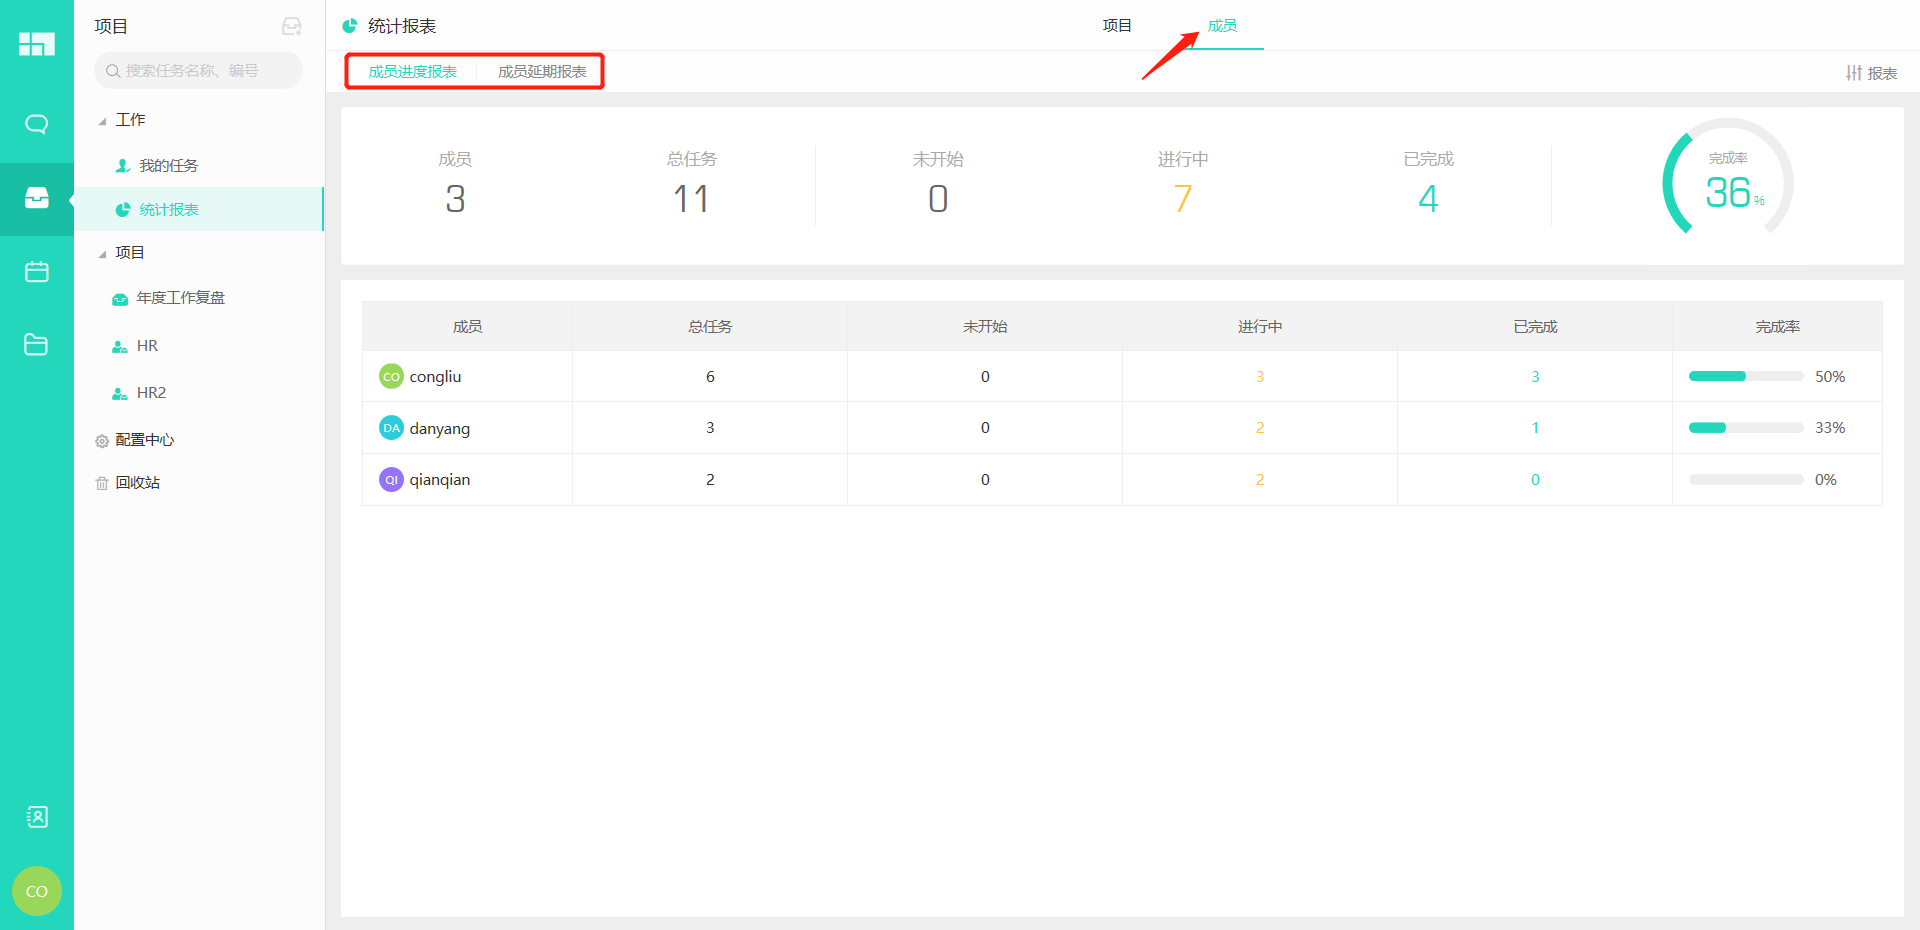 项目
搜索任务名称、编号
工作
我的任务
统计报表
项目
年度工作复盘
HR
HR2
配置中心
回收站
CO
统计报表
项目 成员
成员进度报表 成员延期报表
报表
成员 总任务 未开始 进行中 已完成 完成率
3 11 0 7 4 36%
成员 总任务 未开始 进行中 已完成 完成率
CO congliu 6 0 3 3 50%
DA danyang 3 0 2 1 33%
QI qianqian 2 0 2 0 0%